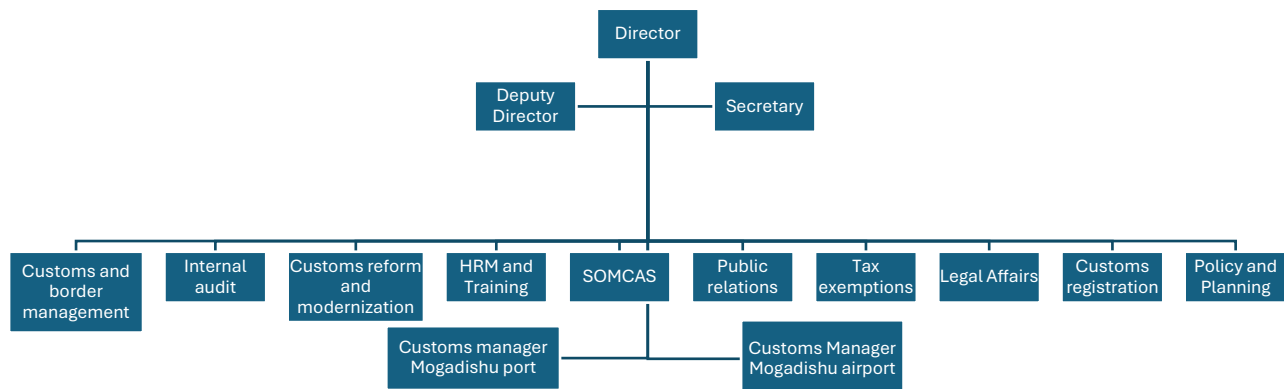 Director
Deputy
Director
Secretary
Customs and
border
management
Internal
audit
Customs reform
and
modernization
HRM and
Training
SOMCAS
Public
relations
Tax
exemptions
Legal Affairs
Customs
registration
Policy and
Planning
Customs manager
Mogadishu port
Customs Manager
Mogadishu airport